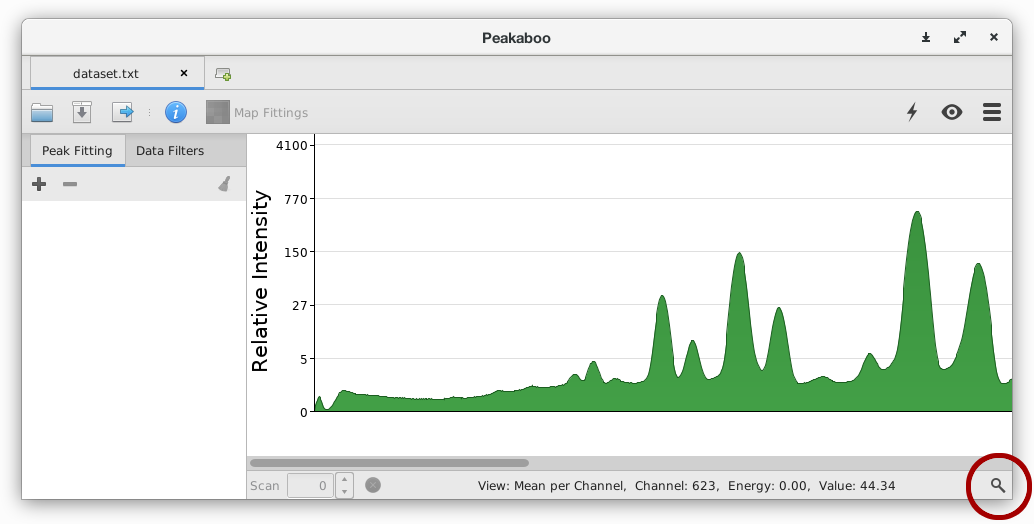 Peakaboo
dataset.txt
Map Fittings
Peak Fitting
Data Filters
Relative Intensity
4100
770
150
27
5
0
Scan 0
View: Mean per Channel, Channel: 623, Energy: 0.00, Value: 44.34